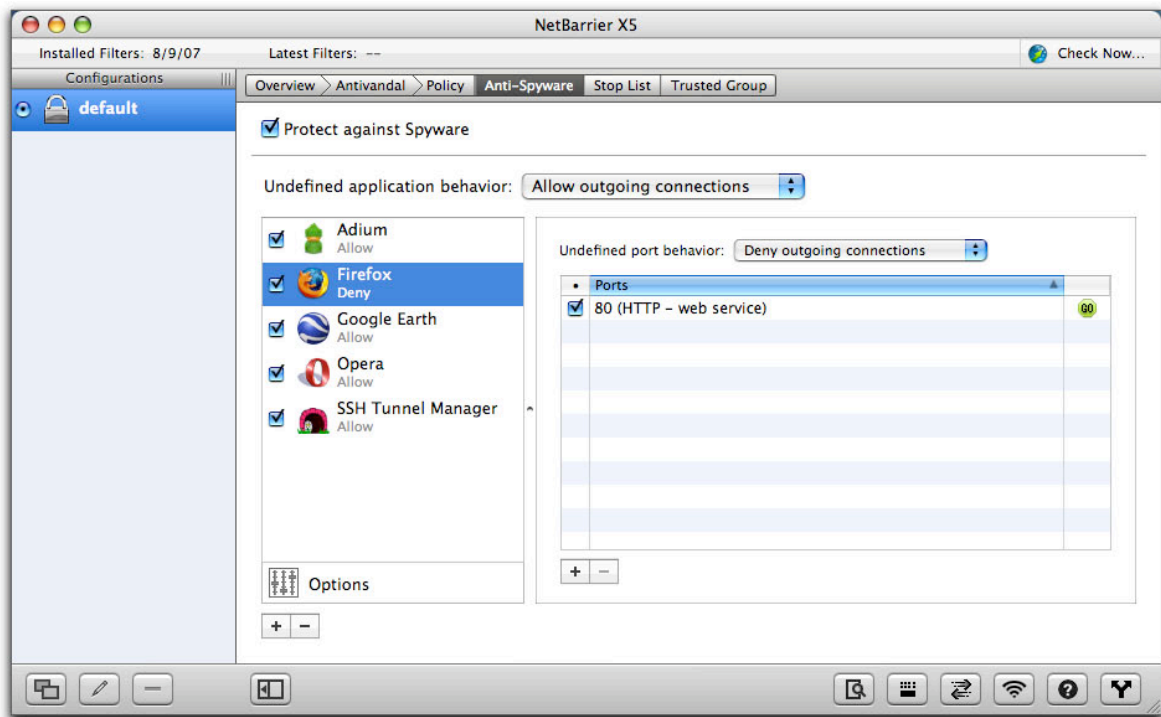 NetBarrier X5
Installed Filters: 8/9/07
Latest Filters: --
Check Now...
Configurations
default
Overview
Antivandal
Policy
Anti-Spyware
Stop List
Trusted Group
Protect against Spyware
Undefined application behavior: Allow outgoing connections
Adium
Allow
Firefox
Deny
Google Earth
Allow
Opera
Allow
SSH Tunnel Manager
Allow
Options
Undefined port behavior: Deny outgoing connections
Ports
80 (HTTP – web service)
GO